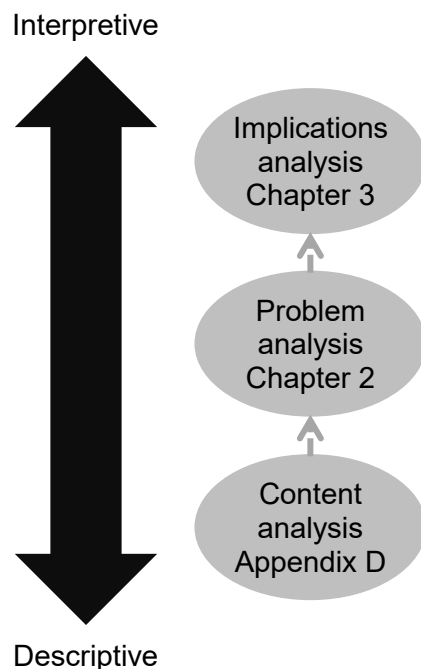 Interpretive
Implications
analysis
Chapter 3
Problem
analysis
Chapter 2
Content
analysis
Appendix D
Descriptive